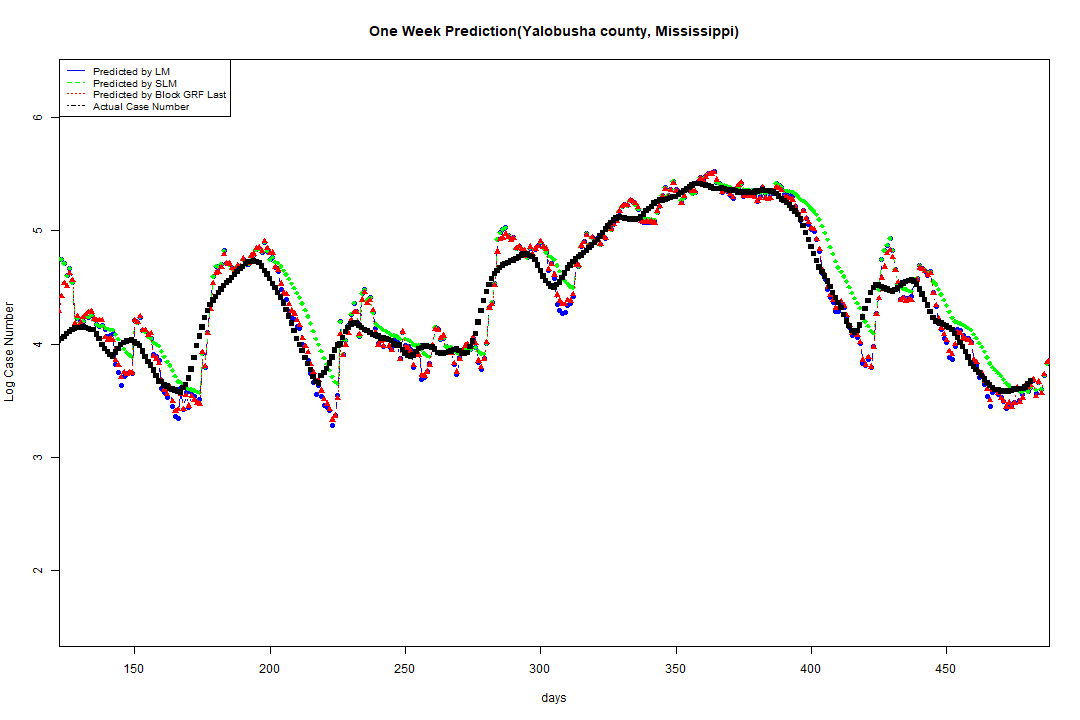 One Week Prediction(Yalobusha county, Mississippi)
Predicted by LM
Predicted by SLM
Predicted by Block GRF Last
Actual Case Number
6
5
4
3
2
Log Case Number
150 200 250 300 350 400 450
days